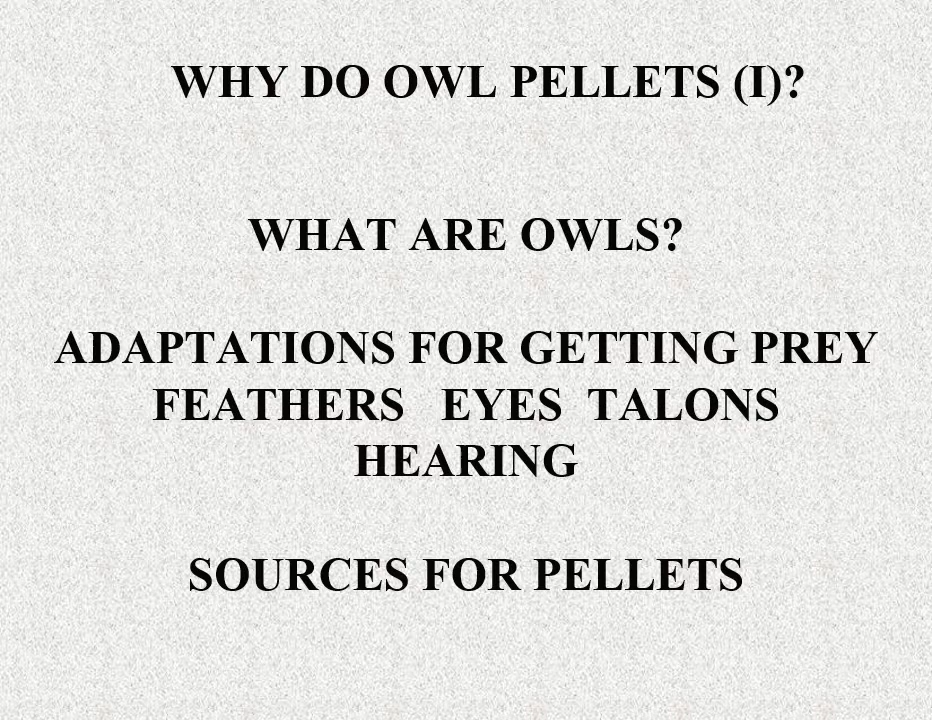 WHY DO OWL PELLETS (I)?
WHAT ARE OWLS?
ADAPTATIONS FOR GETTING PREY
FEATHERS EYES TALONS
HEARING
SOURCES FOR PELLETS